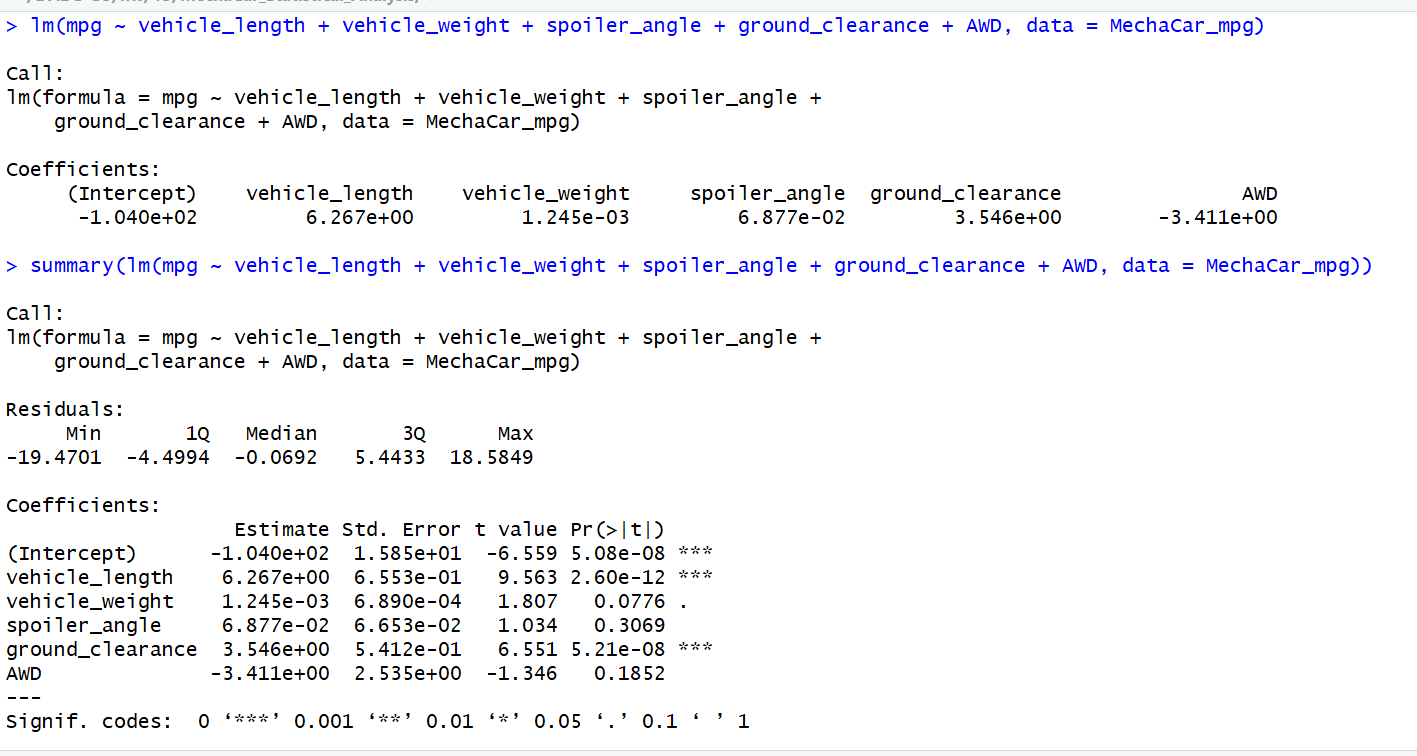 > lm(mpg ~ vehicle_length + vehicle_weight + spoiler_angle + ground_clearance + AWD, data = MechaCar_mpg)
Call:
lm(formula = mpg ~ vehicle_length + vehicle_weight + spoiler_angle +
    ground_clearance + AWD, data = MechaCar_mpg)
Coefficients:
     (Intercept)    vehicle_length    vehicle_weight     spoiler_angle  ground_clearance               AWD
      -1.040e+02         6.267e+00         1.245e-03         6.877e-02         3.546e+00        -3.411e+00
> summary(lm(mpg ~ vehicle_length + vehicle_weight + spoiler_angle + ground_clearance + AWD, data = MechaCar_mpg))
Call:
lm(formula = mpg ~ vehicle_length + vehicle_weight + spoiler_angle +
    ground_clearance + AWD, data = MechaCar_mpg)
Residuals:
     Min       1Q   Median       3Q      Max
-19.4701  -4.4994  -0.0692   5.4433  18.5849
Coefficients:
                   Estimate Std. Error t value Pr(>|t|)
(Intercept)      -1.040e+02  1.585e+01  -6.559 5.08e-08 ***
vehicle_length    6.267e+00  6.553e-01   9.563 2.60e-12 ***
vehicle_weight    1.245e-03  6.890e-04   1.807   0.0776 .
spoiler_angle     6.877e-02  6.653e-02   1.034   0.3069
ground_clearance  3.546e+00  5.412e-01   6.551 5.21e-08 ***
AWD              -3.411e+00  2.535e+00  -1.346   0.1852
---
Signif. codes:  0 ‘***’ 0.001 ‘**’ 0.01 ‘*’ 0.05 ‘.’ 0.1 ‘ ’ 1